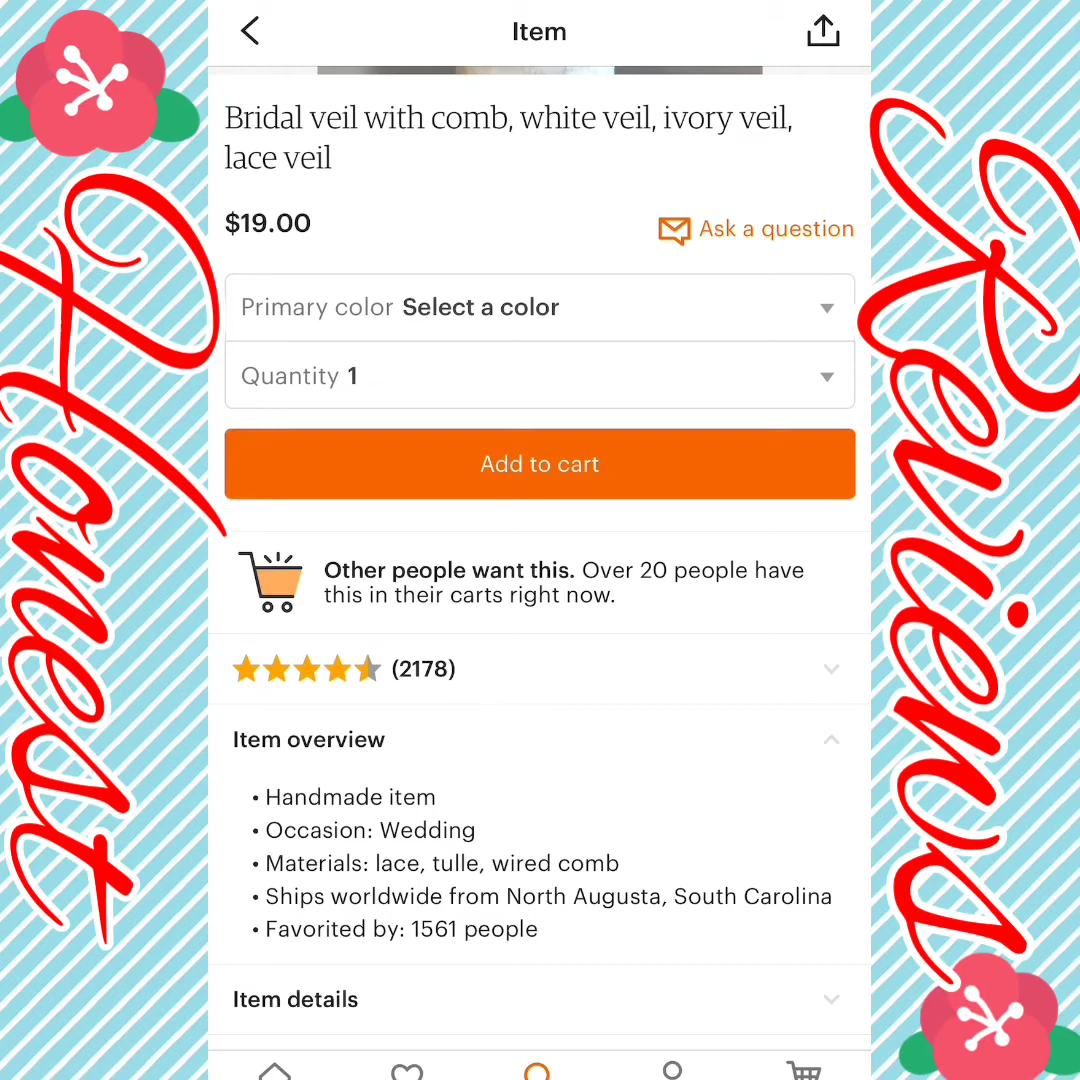 Item
Bridal veil with comb, white veil, ivory veil,
lace veil
$19.00
Ask a question
Primary color Select a color
Quantity 1
Add to cart
Other people want this. Over 20 people have
this in their carts right now.
(2178)
Item overview
• Handmade item
• Occasion: Wedding
• Materials: lace, tulle, wired comb
• Ships worldwide from North Augusta, South Carolina
• Favorited by: 1561 people
Item details
Honest
Reviews